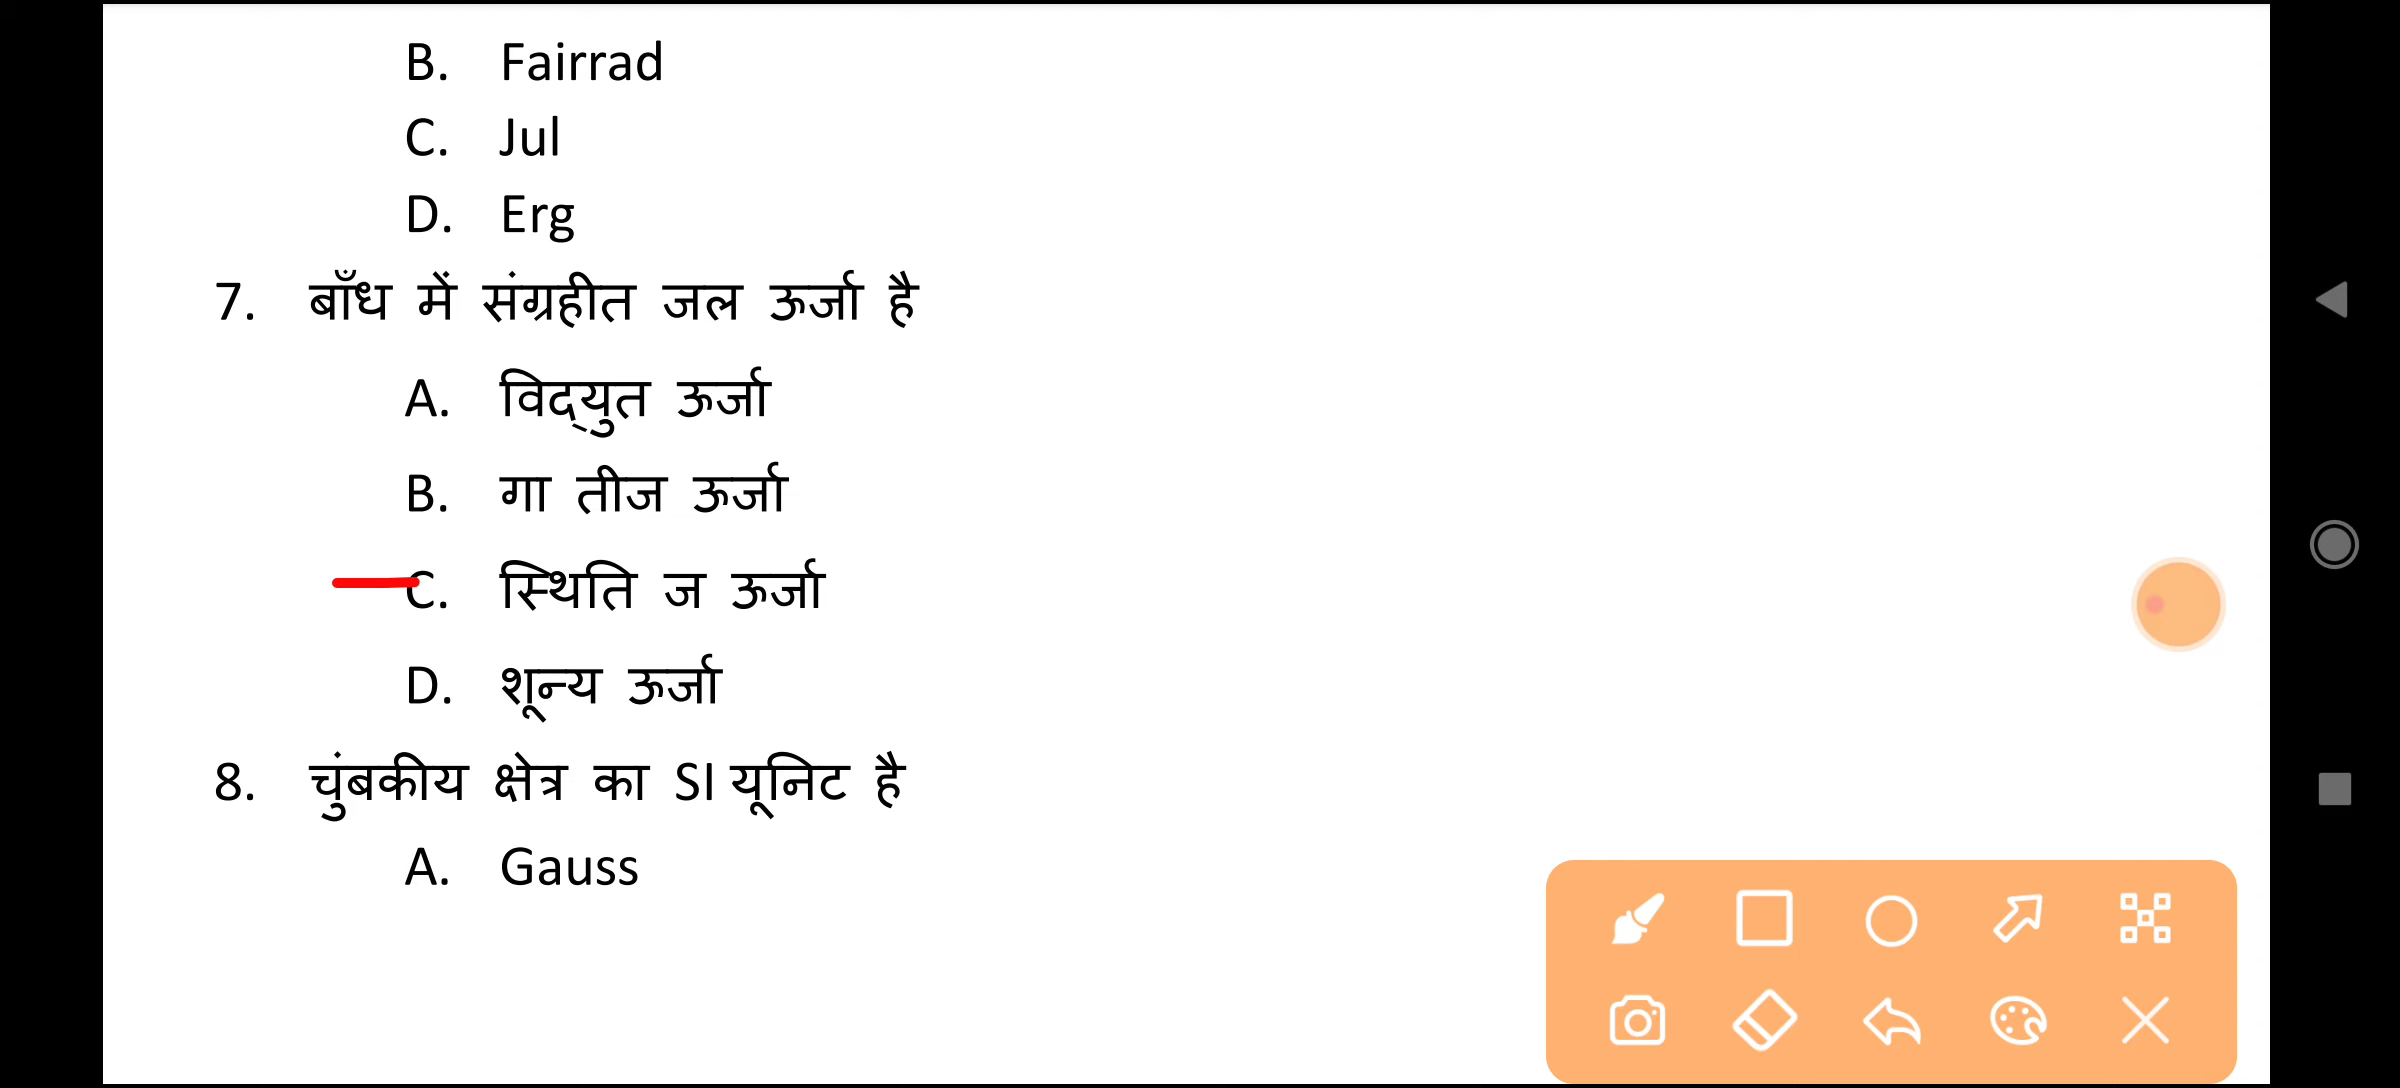 B. Fairrad
C. Jul
D. Erg
7. बाँध में संग्रहीत जल ऊर्जा है
A. विद्युत ऊर्जा
B. गा तीज ऊर्जा
C. स्थिति ज ऊर्जा
D. शून्य ऊर्जा
8. चुंबकीय क्षेत्र का SI यूनिट है
A. Gauss